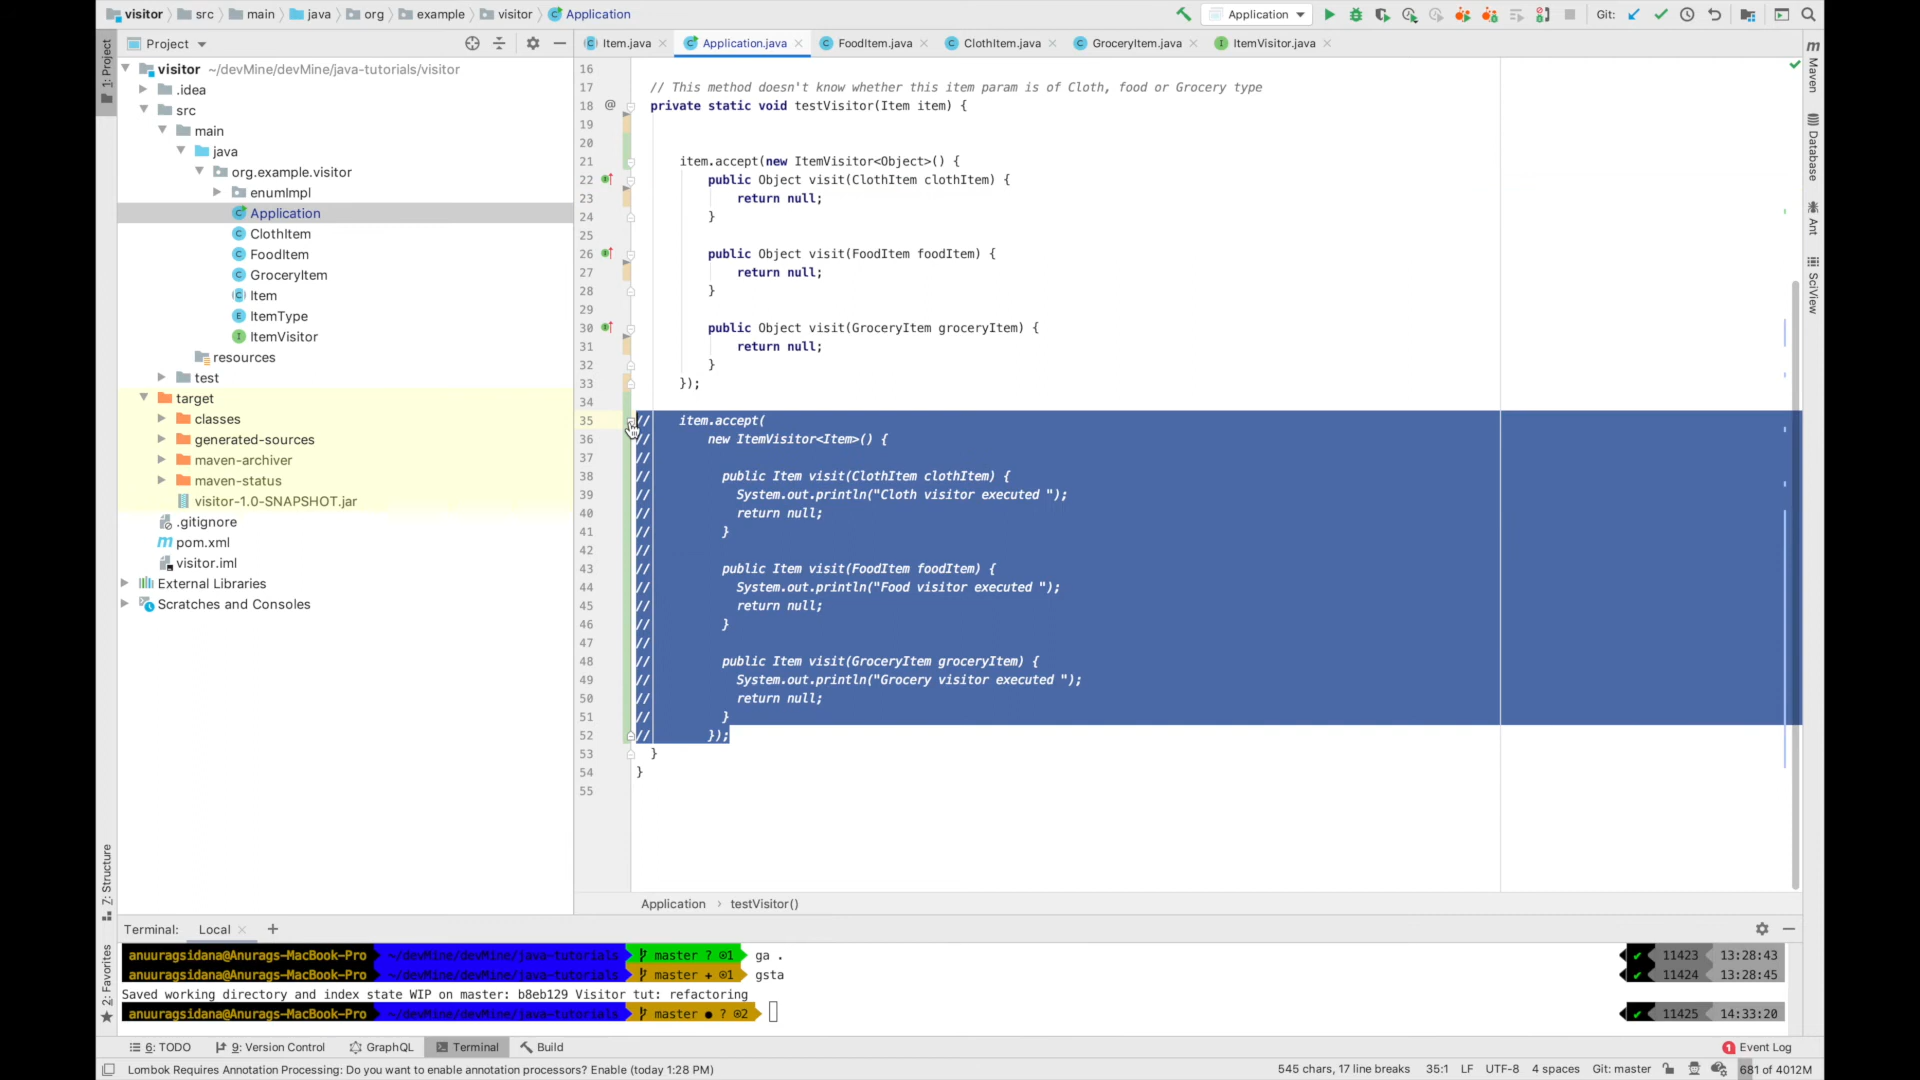 visitor src main java org example visitor Application
Application
Git:
Project
Item.java Application.java FoodItem.java ClothItem.java GroceryItem.java ItemVisitor.java
1: Project
Z: Structure
2: Favorites
Maven
Database
Ant
SciView
visitor ~/devMine/devMine/java-tutorials/visitor
.idea
src
main
java
org.example.visitor
enumImpl
Application
ClothItem
FoodItem
GroceryItem
Item
ItemType
ItemVisitor
resources
test
target
classes
generated-sources
maven-archiver
maven-status
visitor-1.0-SNAPSHOT.jar
.gitignore
pom.xml
visitor.iml
External Libraries
Scratches and Consoles
16
17 // This method doesn't know whether this item param is of Cloth, food or Grocery type
18 @ private static void testVisitor(Item item) {
19
20
21 item.accept(new ItemVisitor<Object>() {
22 public Object visit(ClothItem clothItem) {
23 return null;
24 }
25
26 public Object visit(FoodItem foodItem) {
27 return null;
28 }
29
30 public Object visit(GroceryItem groceryItem) {
31 return null;
32 }
33 });
34
35 // item.accept(
36 // new ItemVisitor<Item>() {
37 //
38 // public Item visit(ClothItem clothItem) {
39 // System.out.println("Cloth visitor executed ");
40 // return null;
41 // }
42 //
43 // public Item visit(FoodItem foodItem) {
44 // System.out.println("Food visitor executed ");
45 // return null;
46 // }
47 //
48 // public Item visit(GroceryItem groceryItem) {
49 // System.out.println("Grocery visitor executed ");
50 // return null;
51 // }
52 // });
53 }
54 }
55
Application › testVisitor()
Terminal: Local +
anuuragsidana@Anurags-MacBook-Pro ~/devMine/devMine/java-tutorials master ? ⊙1 ga . ✔ 11423 13:28:43
anuuragsidana@Anurags-MacBook-Pro ~/devMine/devMine/java-tutorials master + ⊙1 gsta ✔ 11424 13:28:45
Saved working directory and index state WIP on master: b8eb129 Visitor tut: refactoring
anuuragsidana@Anurags-MacBook-Pro ~/devMine/devMine/java-tutorials master ● ? ⊙2 ✔ 11425 14:33:20
6: TODO 9: Version Control GraphQL Terminal Build 1 Event Log
Lombok Requires Annotation Processing: Do you want to enable annotation processors? Enable (today 1:28 PM) 545 chars, 17 line breaks 35:1 LF UTF-8 4 spaces Git: master 681 of 4012M